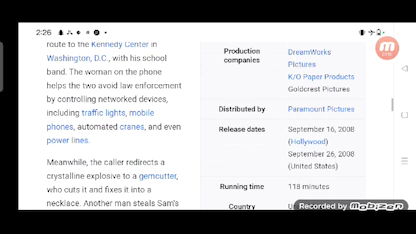 2:26
route to the Kennedy Center in
Washington, D.C., with his school
band. The woman on the phone
helps the two avoid law enforcement
by controlling networked devices,
including traffic lights, mobile
phones, automated cranes, and even
power lines.
Meanwhile, the caller redirects a
crystalline explosive to a gemcutter,
who cuts it and fixes it into a
necklace. Another man steals Sam's
Production
companies
DreamWorks
Pictures
K/O Paper Products
Goldcrest Pictures
Distributed by
Paramount Pictures
Release dates
September 16, 2008
(Hollywood)
September 26, 2008
(United States)
Running time
118 minutes
Country
Recorded by Mobizen